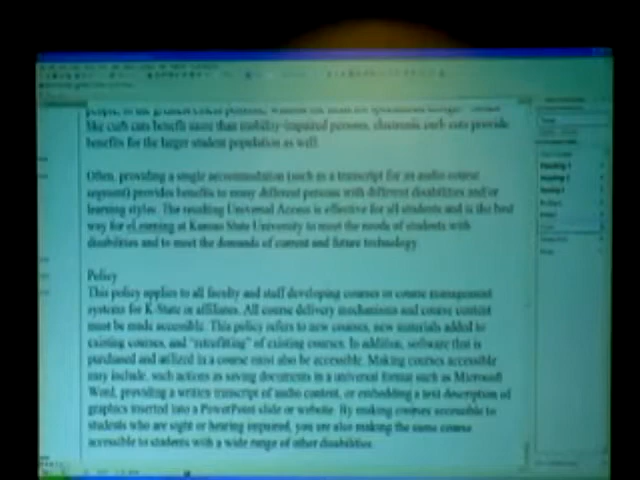 like curb cuts benefit more than mobility-impaired persons, electronic curb cuts provide
benefits for the larger student population as well.
Often, providing a single accommodation (such as a transcript for an audio course
segment) provides benefits to many different persons with different disabilities and/or
learning styles. The resulting Universal Access is effective for all students and is the best
way for eLearning at Kansas State University to meet the needs of students with
disabilities and to meet the demands of current and future technology.
Policy
This policy applies to all faculty and staff developing courses in course management
systems for K-State or affiliates. All course delivery mechanisms and course content
must be made accessible. This policy refers to new courses, new materials added to
existing courses, and "retrofitting" of existing courses. In addition, software that is
purchased and utilized in a course must also be accessible. Making courses accessible
may include, such actions as saving documents in a universal format such as Microsoft
Word, providing a written transcript of audio content, or embedding a text description of
graphics inserted into a PowerPoint slide or website. By making courses accessible to
students who are sight or hearing impaired, you are also making the same course
accessible to students with a wide range of other disabilities.